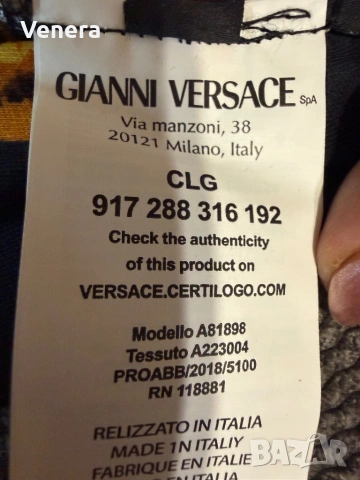 Venera
GIANNI VERSACE SpA
Via manzoni, 38
20121 Milano, Italy
CLG
917 288 316 192
Check the authenticity
of this product on
VERSACE.CERTILOGO.COM
Modello A81898
Tessuto A223004
PROABB/2018/5100
RN 118881
RELIZZATO IN ITALIA
MADE 1N ITALIY
FABRIQUE EN ITALIE
EN ITALIA
BAZAR